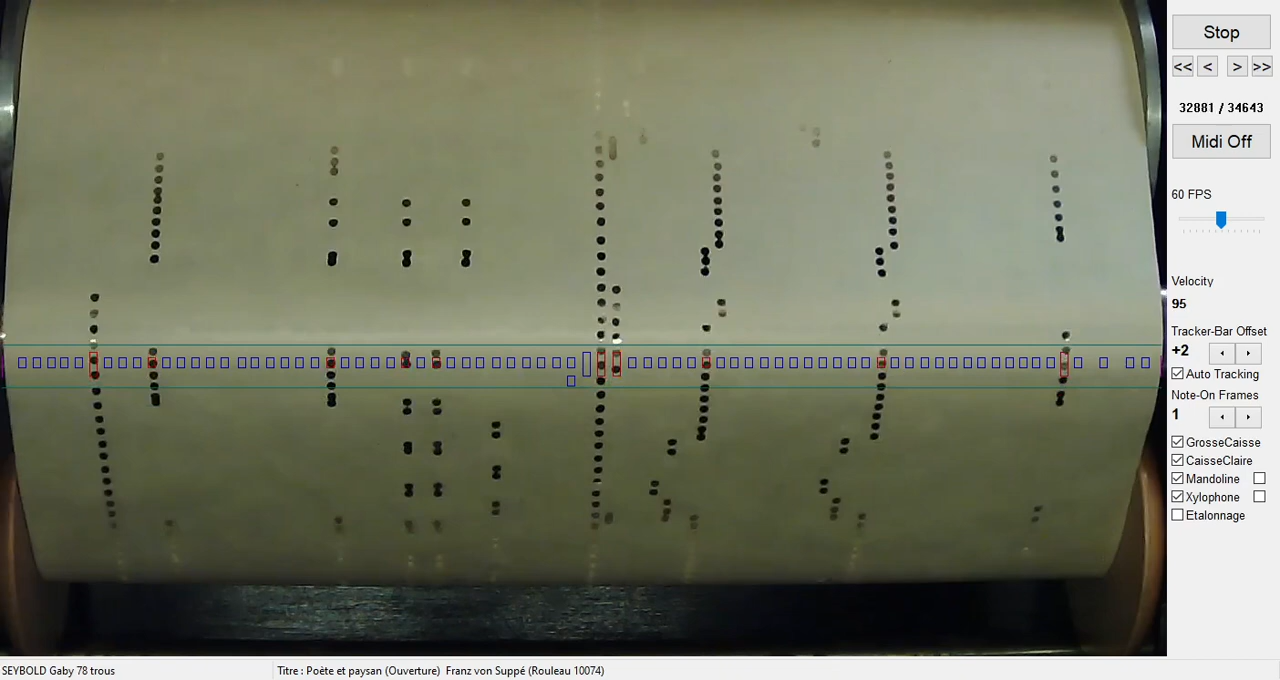 Stop
<< < > >>
32881 / 34643
Midi Off
60 FPS
Velocity
95
Tracker-Bar Offset
+2
Auto Tracking
Note-On Frames
1
GrosseCaisse
CaisseClaire
Mandoline
Xylophone
Etalonnage
SEYBOLD Gaby 78 trous Titre : Poète et paysan (Ouverture) Franz von Suppé (Rouleau 10074)